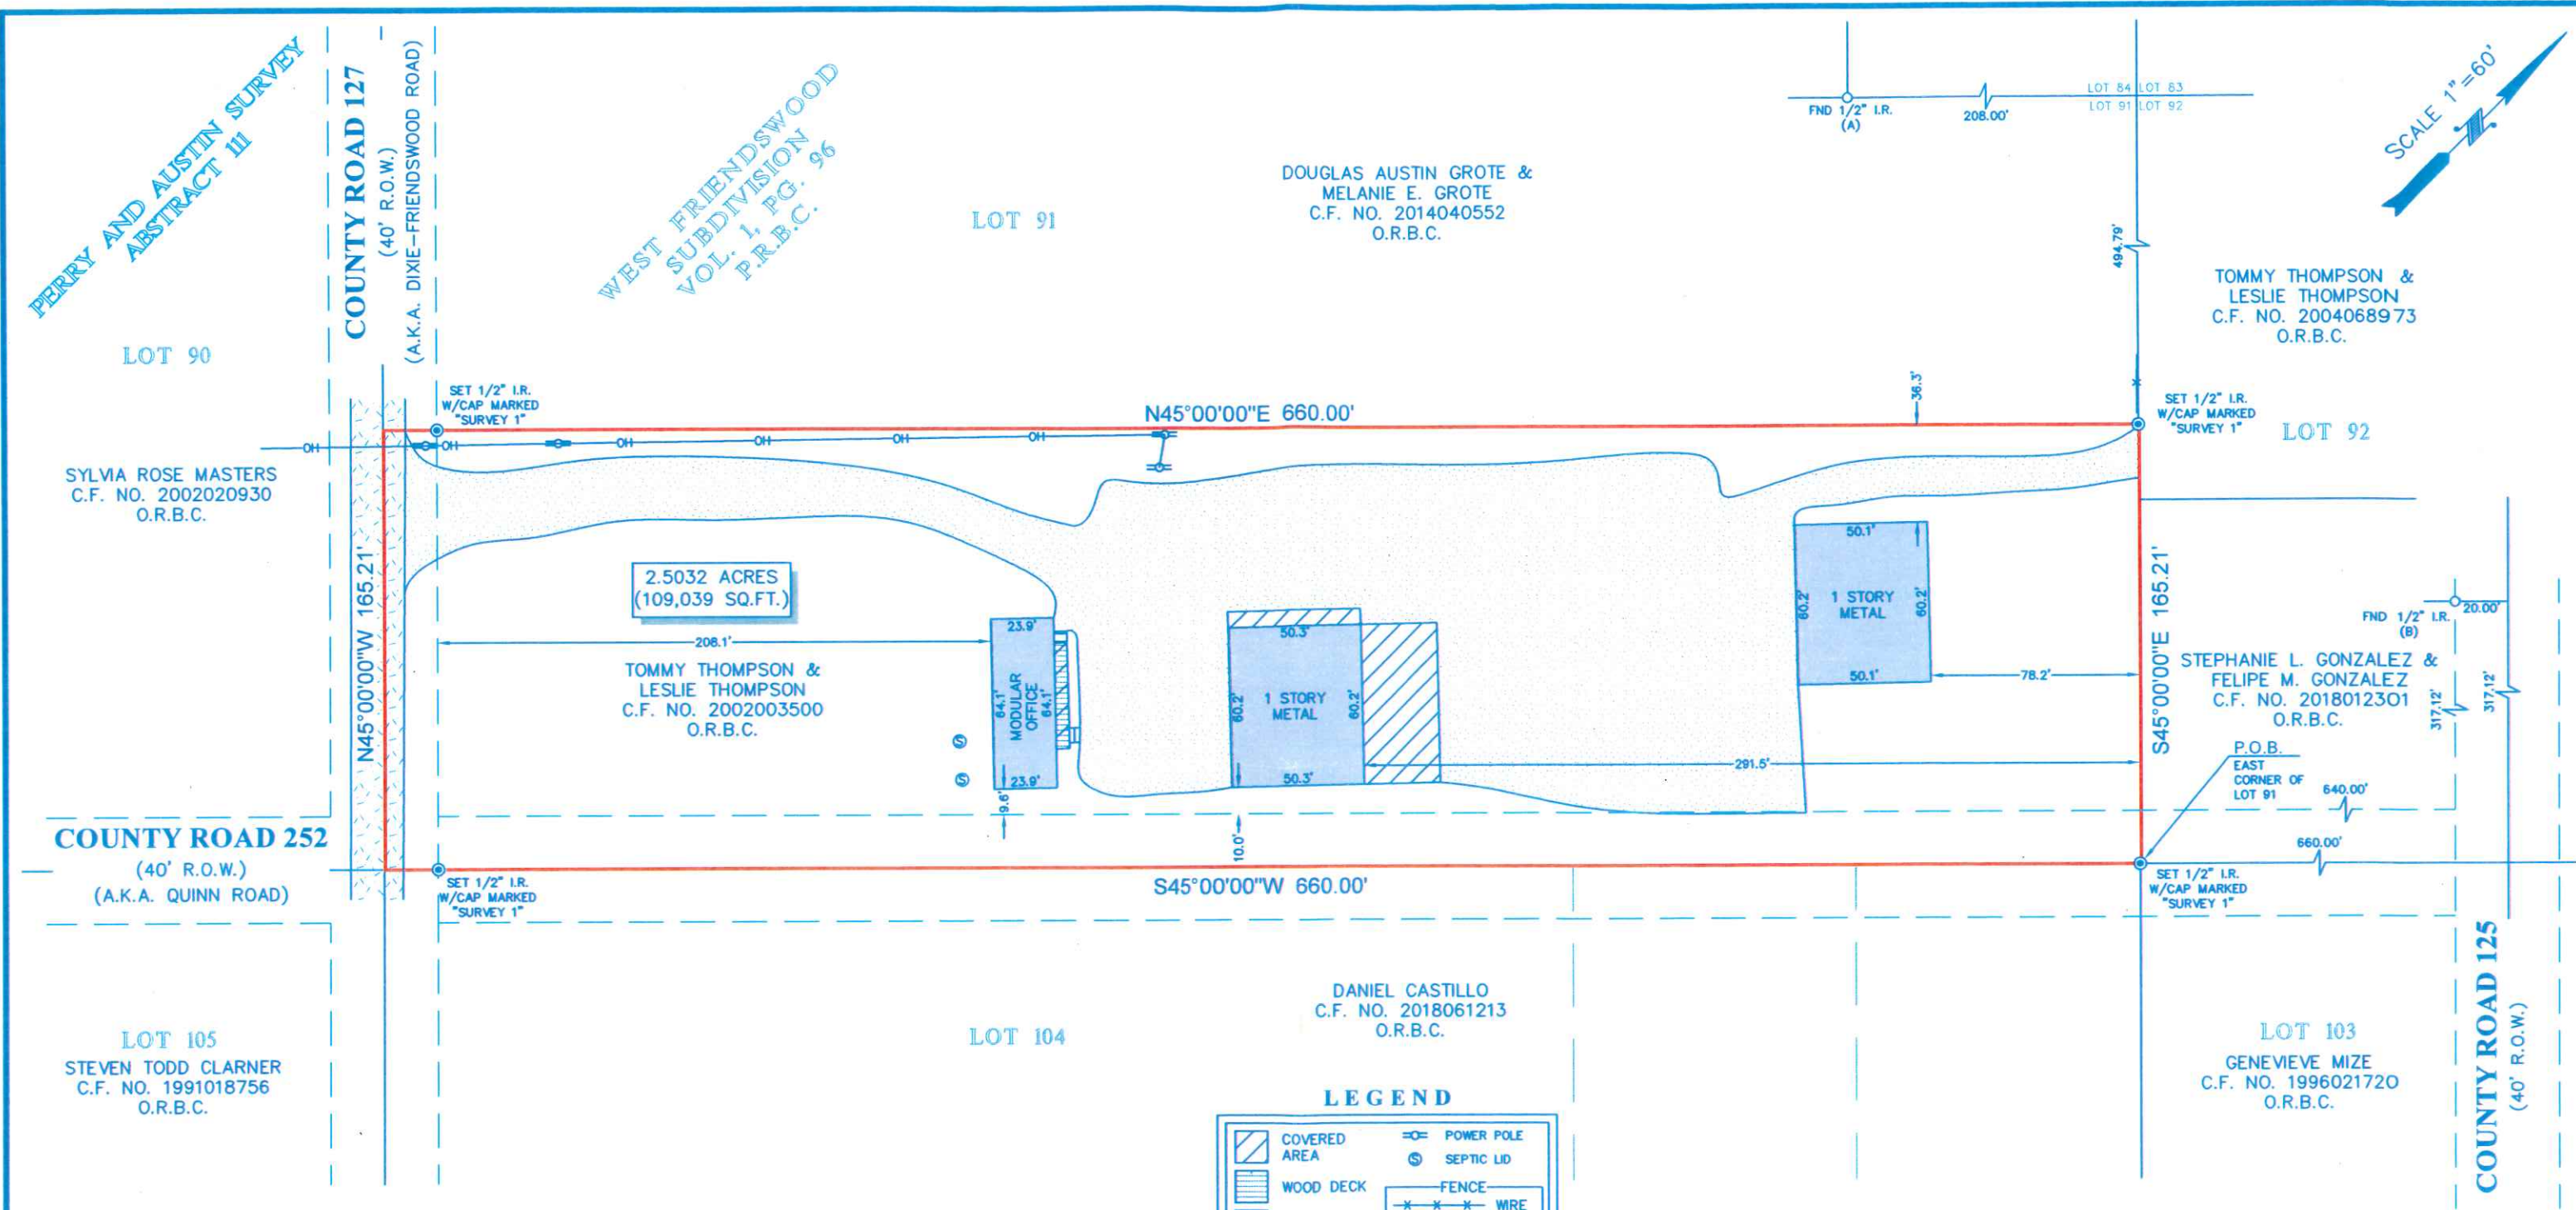 PERRY AND AUSTIN SURVEY
ABSTRACT 111
COUNTY ROAD 127
(40' R.O.W.)
(A.K.A. DIXIE-FRIENDSWOOD ROAD)
WEST FRIENDSWOOD
SUBDIVISION
VOL. 1, PG. 96
P.R.B.C.
LOT 91
DOUGLAS AUSTIN GROTE &
MELANIE E. GROTE
C.F. NO. 2014040552
O.R.B.C.
FND 1/2" I.R.
(A)
208.00'
LOT 84 LOT 83
LOT 91 LOT 92
SCALE 1"=60'
494.79'
TOMMY THOMPSON &
LESLIE THOMPSON
C.F. NO. 2004068973
O.R.B.C.
LOT 90
SET 1/2" I.R.
W/CAP MARKED
"SURVEY 1"
N45°00'00"E 660.00'
36.3'
SET 1/2" I.R.
W/CAP MARKED
"SURVEY 1"
LOT 92
OH
OH
OH
OH
OH
OH
SYLVIA ROSE MASTERS
C.F. NO. 2002020930
O.R.B.C.
N45°00'00"W 165.21'
2.5032 ACRES
(109,039 SQ.FT.)
208.1'
TOMMY THOMPSON &
LESLIE THOMPSON
C.F. NO. 2002003500
O.R.B.C.
23.9'
64.1'
MODULAR
OFFICE
64.1'
23.9'
9.6'
S
S
50.3'
60.2'
1 STORY
METAL
60.2'
50.3'
10.0'
50.1'
60.2'
1 STORY
METAL
60.2'
50.1'
78.2'
291.5'
S45°00'00"E 165.21'
FND 1/2" I.R.
(B)
20.00'
STEPHANIE L. GONZALEZ &
FELIPE M. GONZALEZ
C.F. NO. 2018012301
O.R.B.C.
317.12'
317.12'
P.O.B.
EAST
CORNER OF
LOT 91
640.00'
660.00'
COUNTY ROAD 252
(40' R.O.W.)
(A.K.A. QUINN ROAD)
SET 1/2" I.R.
W/CAP MARKED
"SURVEY 1"
S45°00'00"W 660.00'
SET 1/2" I.R.
W/CAP MARKED
"SURVEY 1"
LOT 105
STEVEN TODD CLARNER
C.F. NO. 1991018756
O.R.B.C.
LOT 104
DANIEL CASTILLO
C.F. NO. 2018061213
O.R.B.C.
LOT 103
GENEVIEVE MIZE
C.F. NO. 1996021720
O.R.B.C.
COUNTY ROAD 125
(40' R.O.W.)
LEGEND
COVERED
AREA
POWER POLE
S SEPTIC LID
WOOD DECK
FENCE
WIRE